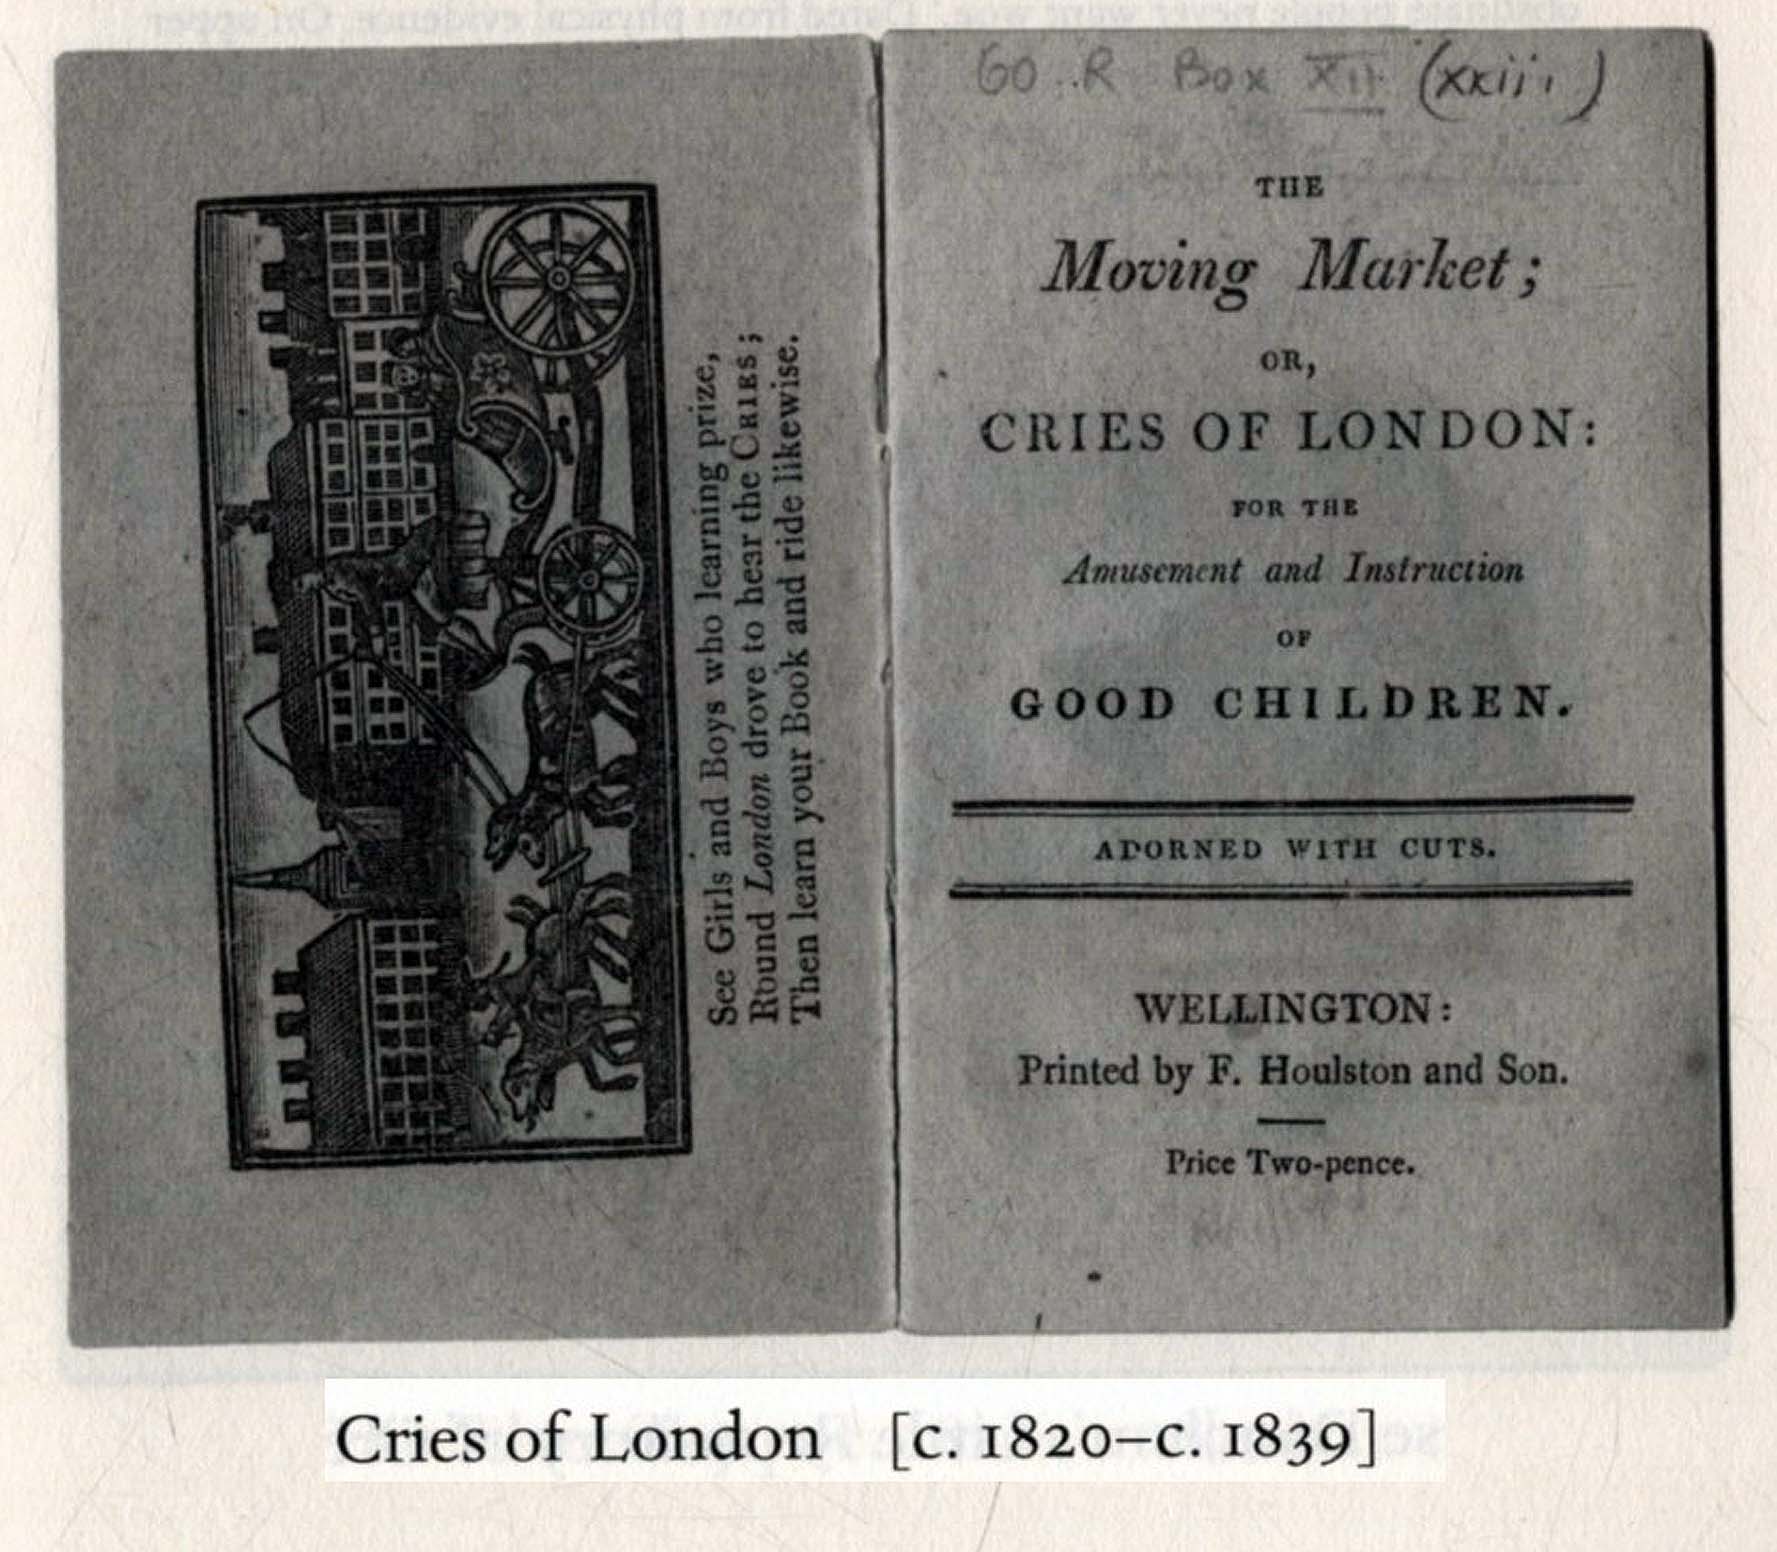 See Girls and Boys who learning prize,
Round London drove to hear the CRIES;
Then learn your Book and ride likewise.
GO R Box XII (xxiii)
THE
Moving Market;
OR,
CRIES OF LONDON:
FOR THE
Amusement and Instruction
OF
GOOD CHILDREN.
ADORNED WITH CUTS.
WELLINGTON:
Printed by F. Houlston and Son.
Price Two-pence.
Cries of London [c. 1820–c. 1839]